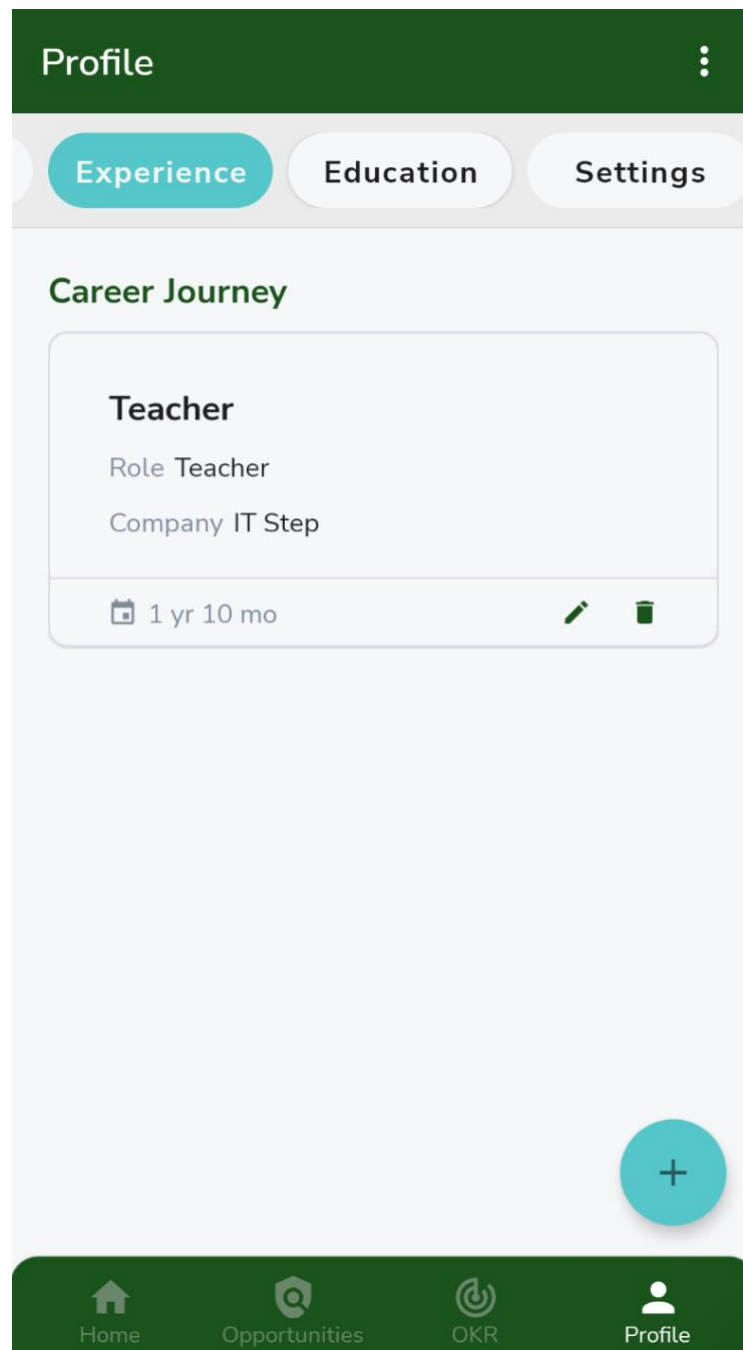 Profile
Experience Education Settings
Career Journey
Teacher
Role Teacher
Company IT Step
1 yr 10 mo
Home Opportunities OKR Profile